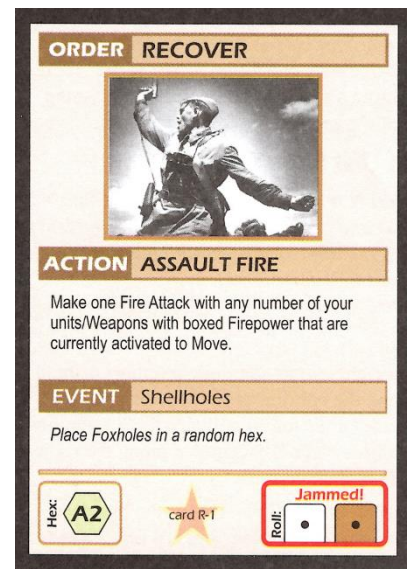 ORDER RECOVER
ACTION ASSAULT FIRE
Make one Fire Attack with any number of your
units/Weapons with boxed Firepower that are
currently activated to Move.
EVENT Shellholes
Place Foxholes in a random hex.
Hex: A2
card R-1
Jammed!
Roll: